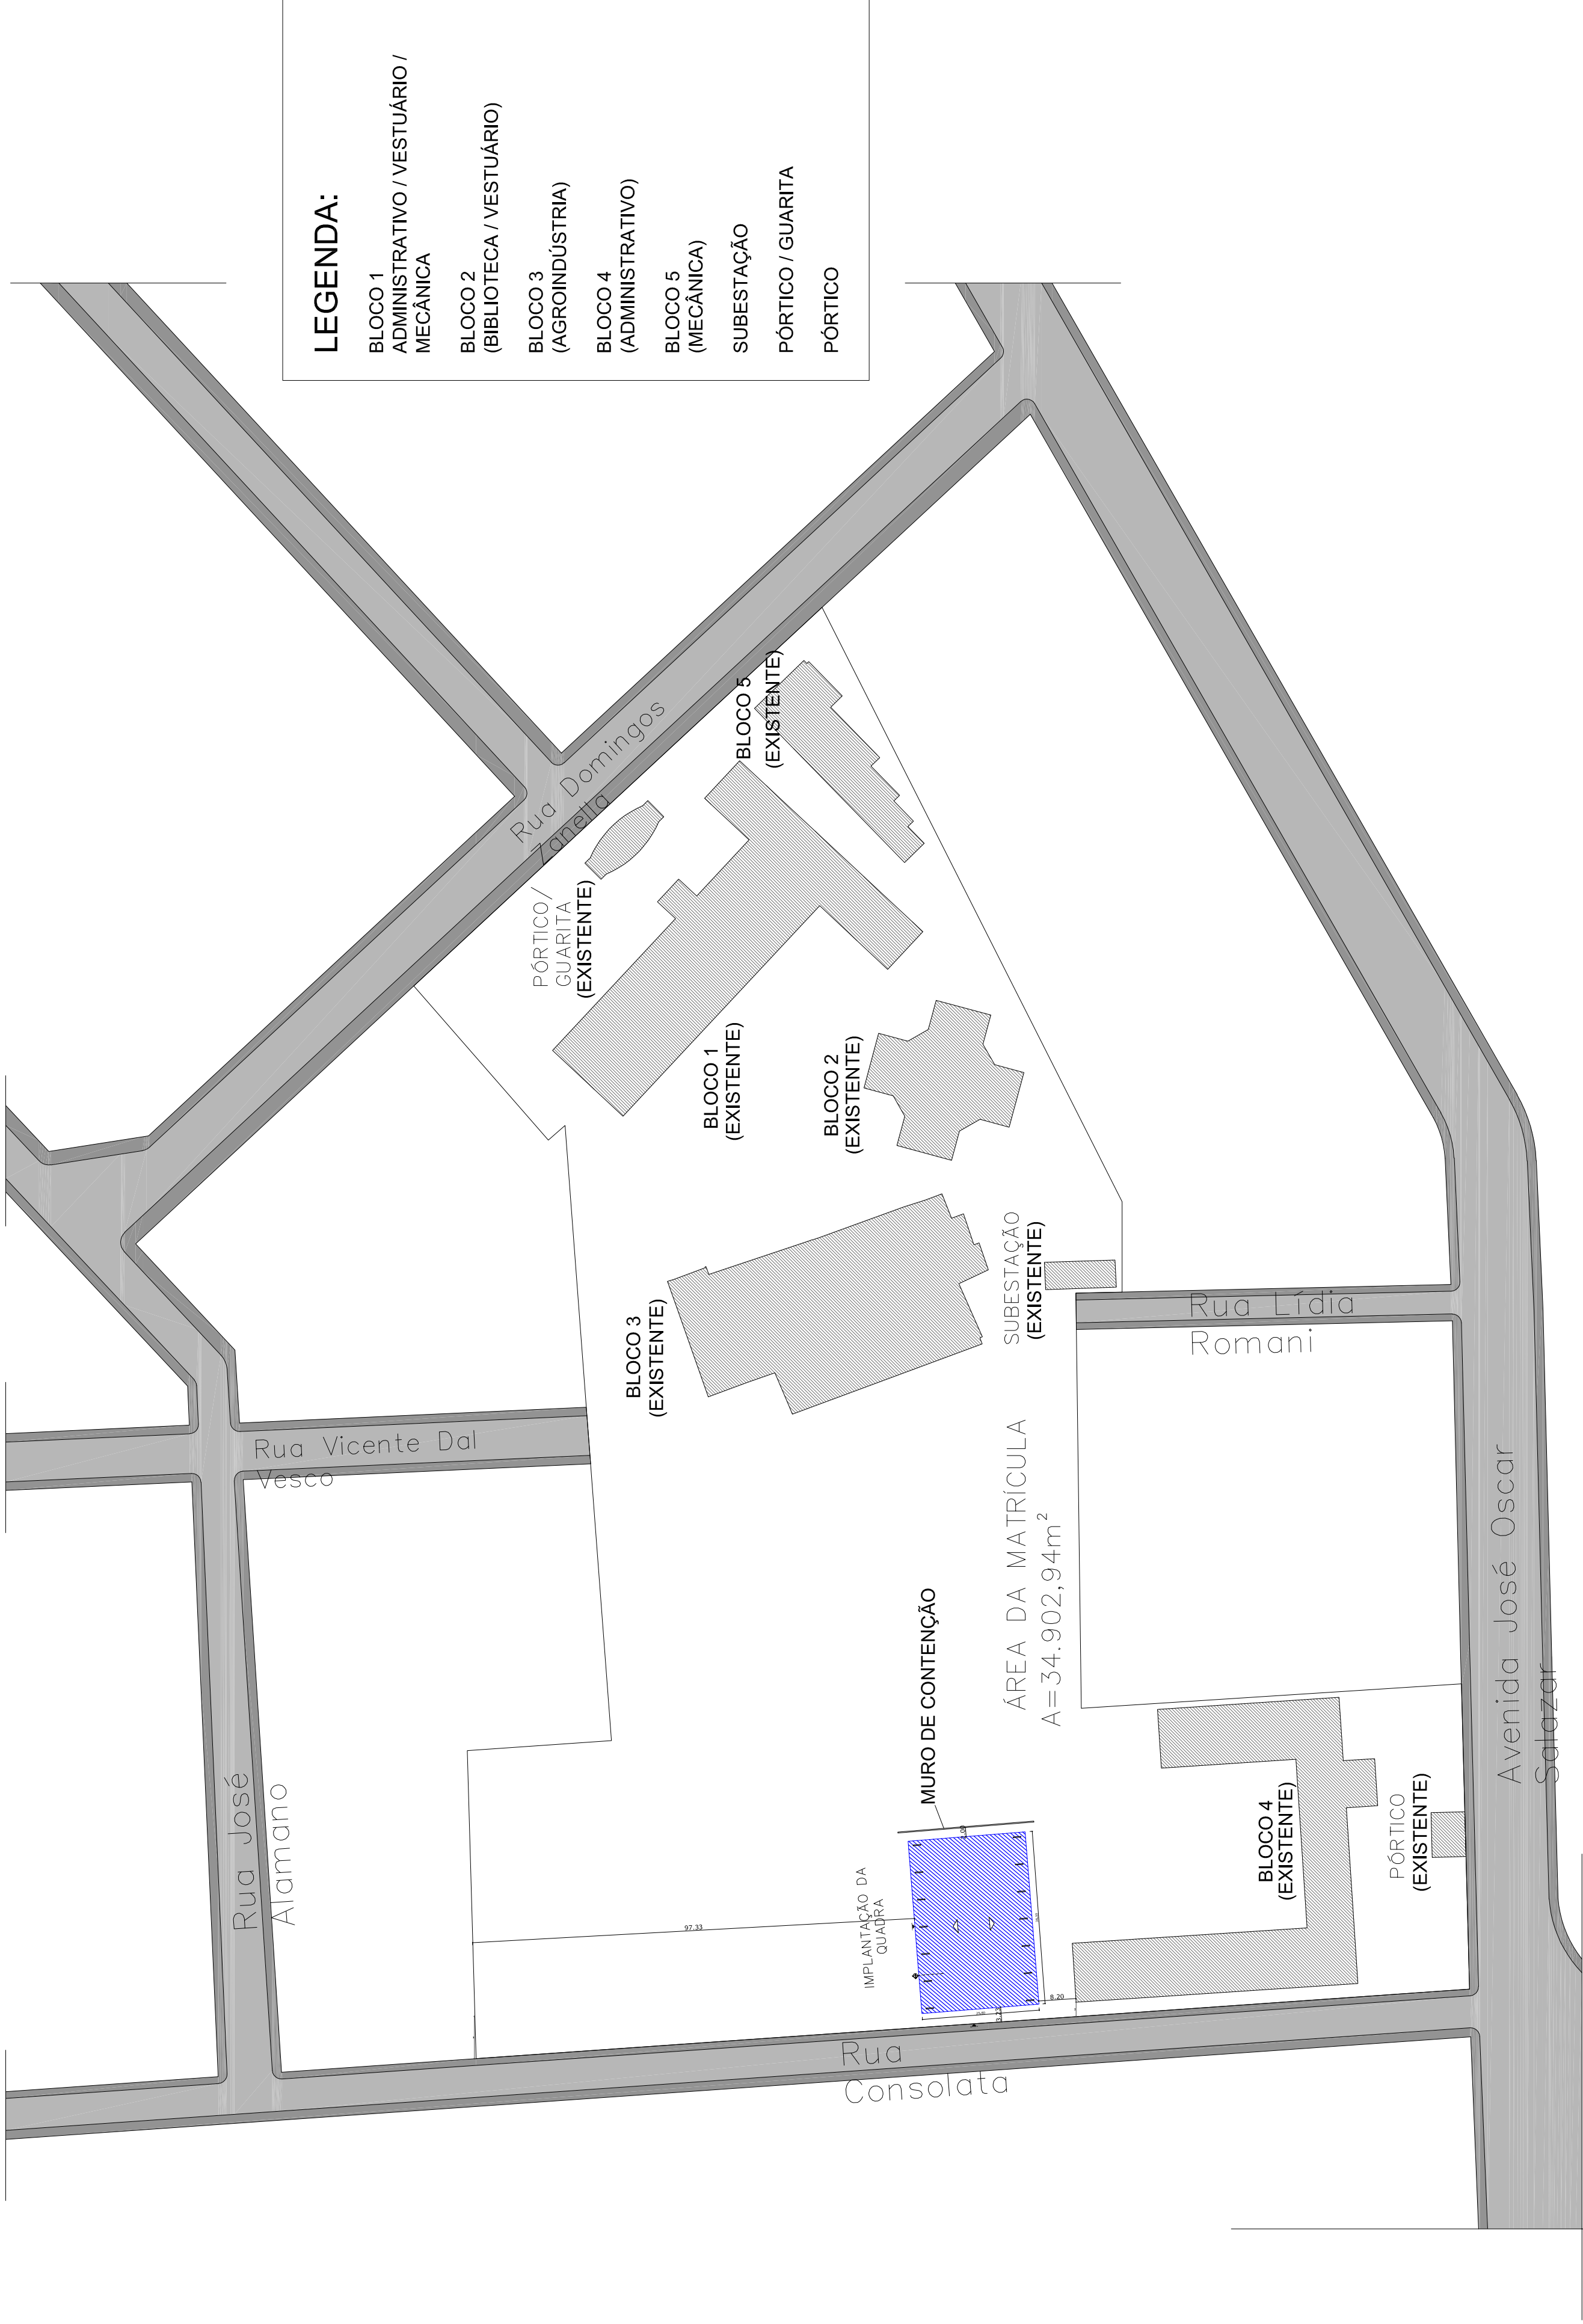 LEGENDA:
BLOCO 1
ADMINISTRATIVO / VESTUÁRIO /
MECÂNICA
BLOCO 2
(BIBLIOTECA / VESTUÁRIO)
BLOCO 3
(AGROINDÚSTRIA)
BLOCO 4
(ADMINISTRATIVO)
BLOCO 5
(MECÂNICA)
SUBESTAÇÃO
PÓRTICO / GUARITA
PÓRTICO
Rua José
Alamano
Rua Vicente Dal
Vesco
Rua Domingos
Zanella
PÓRTICO/
GUARITA
(EXISTENTE)
BLOCO 5
(EXISTENTE)
BLOCO 1
(EXISTENTE)
BLOCO 2
(EXISTENTE)
BLOCO 3
(EXISTENTE)
SUBESTAÇÃO
(EXISTENTE)
Rua Lídia
Romani
ÁREA DA MATRÍCULA
A=34.902,94m²
MURO DE CONTENÇÃO
IMPLANTAÇÃO DA
QUADRA
97.33
8.20
BLOCO 4
(EXISTENTE)
PÓRTICO
(EXISTENTE)
Rua
Consolata
Avenida José Oscar
Salazar